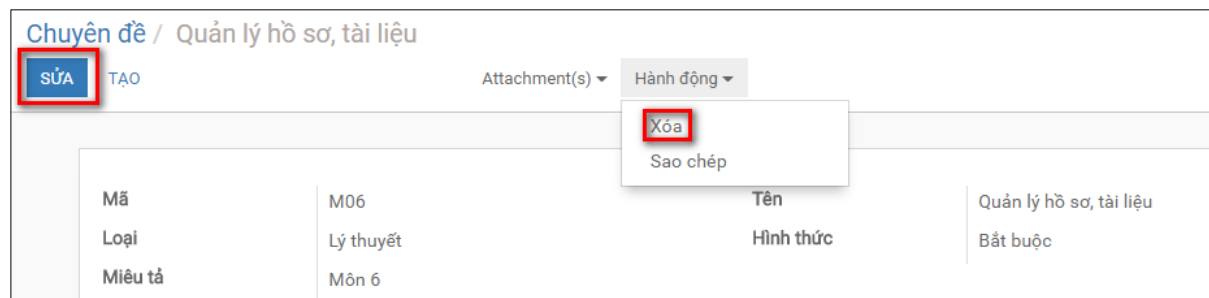 Chuyên đề / Quản lý hồ sơ, tài liệu
SỬA TẠO Attachment(s) Hành động
Xóa
Sao chép
Mã M06 Tên Quản lý hồ sơ, tài liệu
Loại Lý thuyết Hình thức Bắt buộc
Miêu tả Môn 6